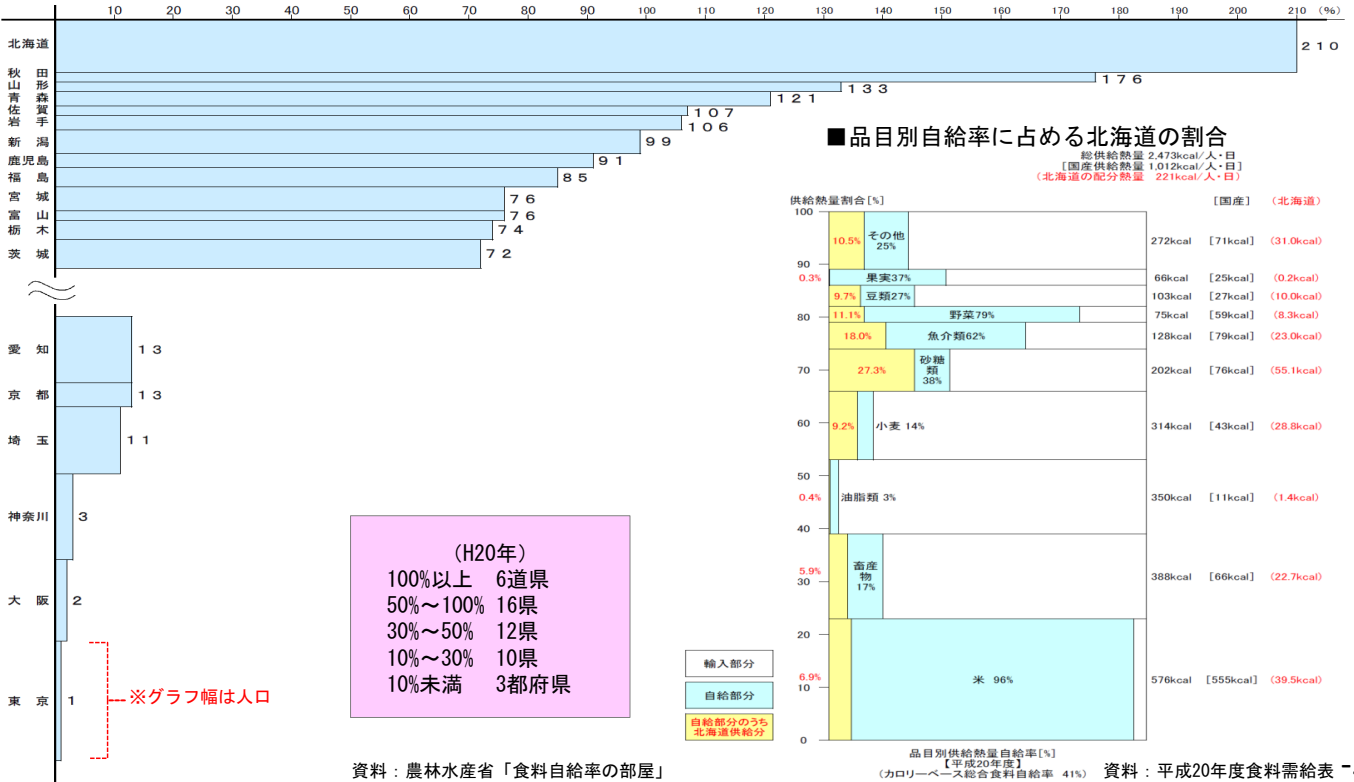 10 20 30 40 50 60 70 80 90 100 110 120 130 140 150 160 170 180 190 200 210 (%)
北海道 210
秋田 176
山形 133
青森 121
佐賀 107
岩手 106
新潟 99
鹿児島 91
福島 85
宮城 76
富山 76
栃木 74
茨城 72
愛知 13
京都 13
埼玉 11
神奈川 3
大阪 2
東京 1
※グラフ幅は人口
(H20年)
100%以上 6道県
50%～100% 16県
30%～50% 12県
10%～30% 10県
10%未満 3都府県
資料：農林水産省「食料自給率の部屋」
■品目別自給率に占める北海道の割合
総供給熱量 2,473kcal/人・日
[国産供給熱量 1,012kcal/人・日]
(北海道の配分熱量 221kcal/人・日)
供給熱量割合[%] [国産] (北海道)
100
10.5% その他 25% 272kcal [71kcal] (31.0kcal)
90
0.3% 果実37% 66kcal [25kcal] (0.2kcal)
9.7% 豆類27% 103kcal [27kcal] (10.0kcal)
80 11.1% 野菜79% 75kcal [59kcal] (8.3kcal)
18.0% 魚介類62% 128kcal [79kcal] (23.0kcal)
70 27.3% 砂糖類 38% 202kcal [76kcal] (55.1kcal)
60 9.2% 小麦 14% 314kcal [43kcal] (28.8kcal)
50
0.4% 油脂類 3% 350kcal [11kcal] (1.4kcal)
40
5.9% 畜産物 17% 388kcal [66kcal] (22.7kcal)
30
20
6.9% 米 96% 576kcal [555kcal] (39.5kcal)
10
0
輸入部分
自給部分
自給部分のうち
北海道供給分
品目別供給熱量自給率[%]
【平成20年度】
(カロリーベース総合食料自給率 41%)
資料：平成20年度食料需給表